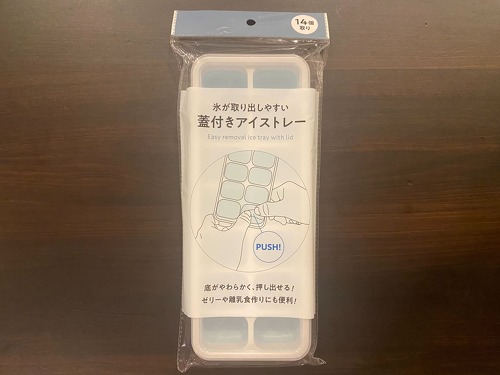 14個
取り
氷が取り出しやすい
蓋付きアイストレー
Easy removal ice tray with lid
PUSH!
底がやわらかく、押し出せる!
ゼリーや離乳食作りにも便利!